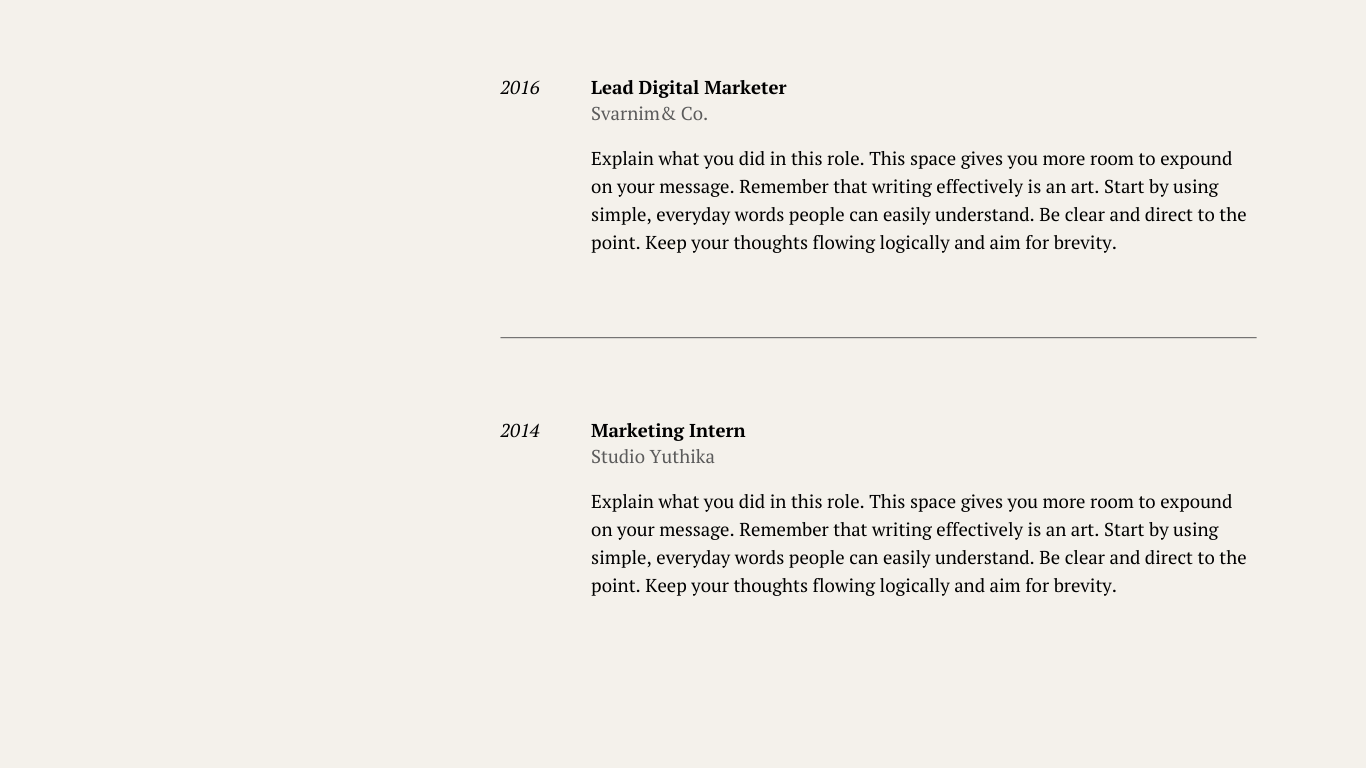 2016
Lead Digital Marketer
Svarnim& Co.
Explain what you did in this role. This space gives you more room to expound
on your message. Remember that writing effectively is an art. Start by using
simple, everyday words people can easily understand. Be clear and direct to the
point. Keep your thoughts flowing logically and aim for brevity.
2014
Marketing Intern
Studio Yuthika
Explain what you did in this role. This space gives you more room to expound
on your message. Remember that writing effectively is an art. Start by using
simple, everyday words people can easily understand. Be clear and direct to the
point. Keep your thoughts flowing logically and aim for brevity.